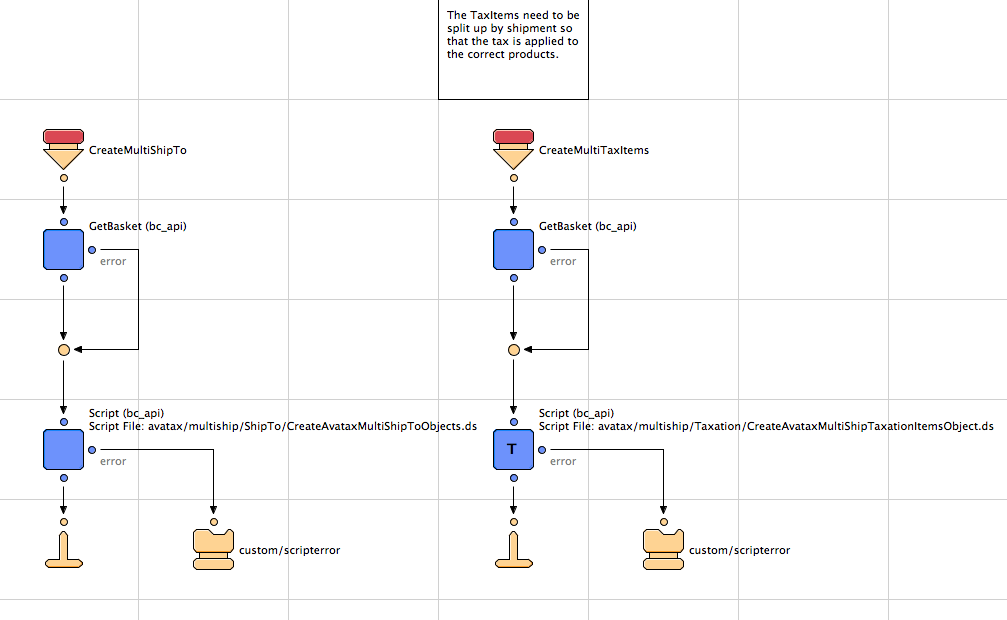 The TaxItems need to be
split up by shipment so
that the tax is applied to
the correct products.
CreateMultiShipTo
CreateMultiTaxItems
GetBasket (bc_api)
error
GetBasket (bc_api)
error
Script (bc_api)
Script File: avatax/multiship/ShipTo/CreateAvataxMultiShipToObjects.ds
error
Script (bc_api)
Script File: avatax/multiship/Taxation/CreateAvataxMultiShipTaxationItemsObject.ds
T
error
custom/scripterror
custom/scripterror